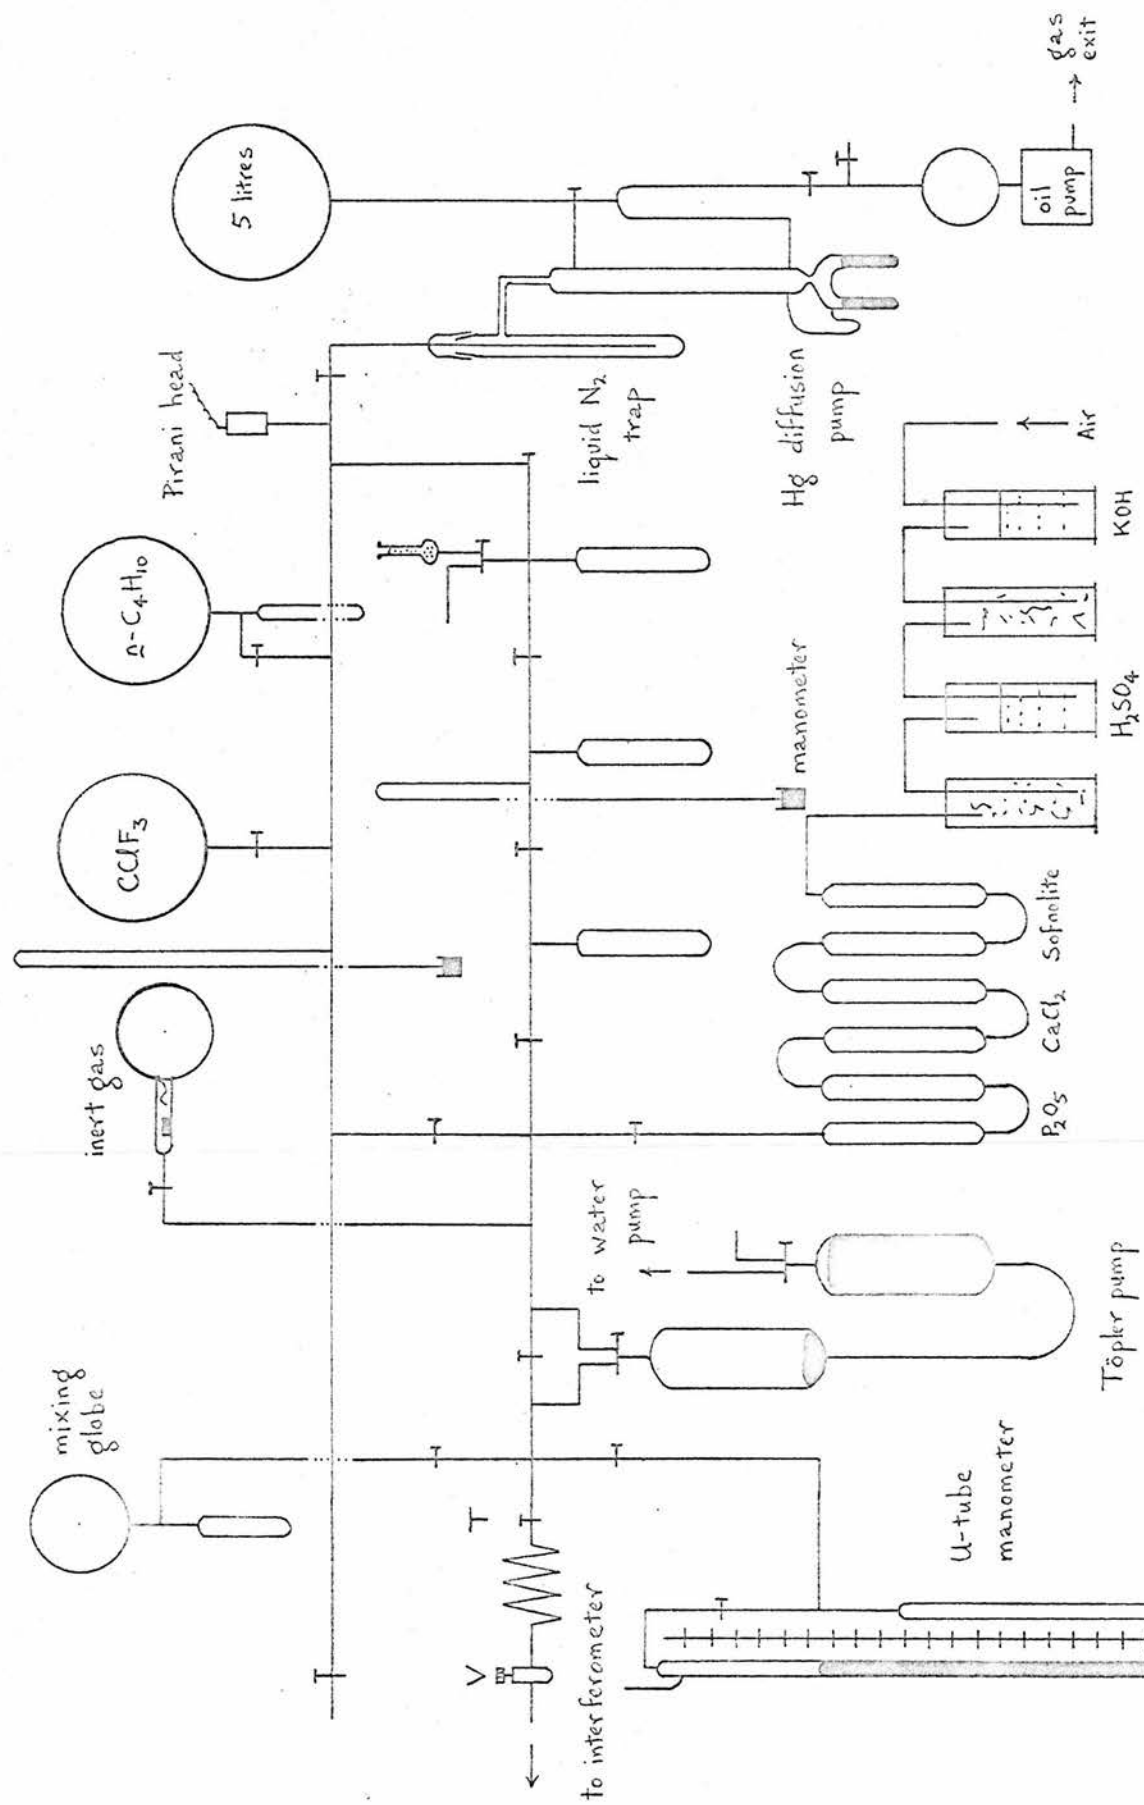 mixing
globe
inert gas
CClF₃
n-C₄H₁₀
Pirani head
5 litres
T
V
to interferometer
to water
pump
manometer
liquid N₂
trap
Hg diffusion
pump
oil
pump
→ gas
exit
U-tube
manometer
Töpler pump
P₂O₅
CaCl₂
Sofnolite
H₂SO₄
KOH
Air